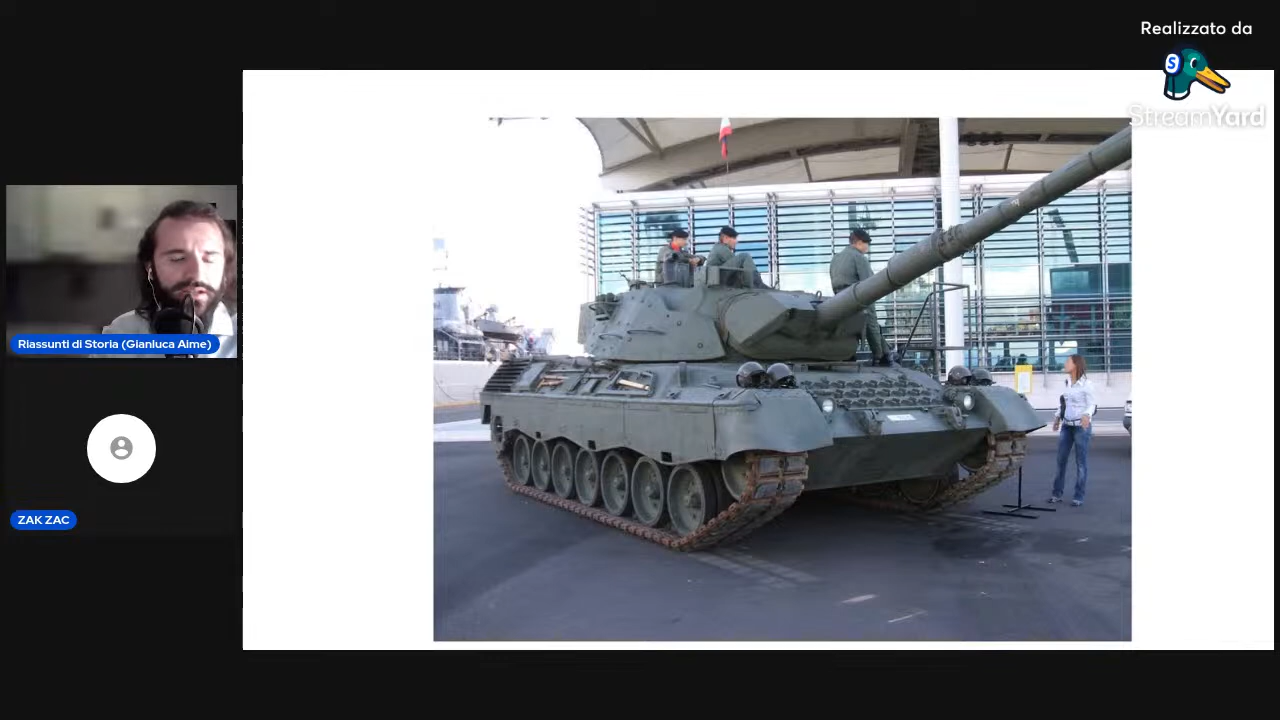 Realizzato da
S
StreamYard
Riassunti di Storia (Gianluca Aime)
ZAK ZAC